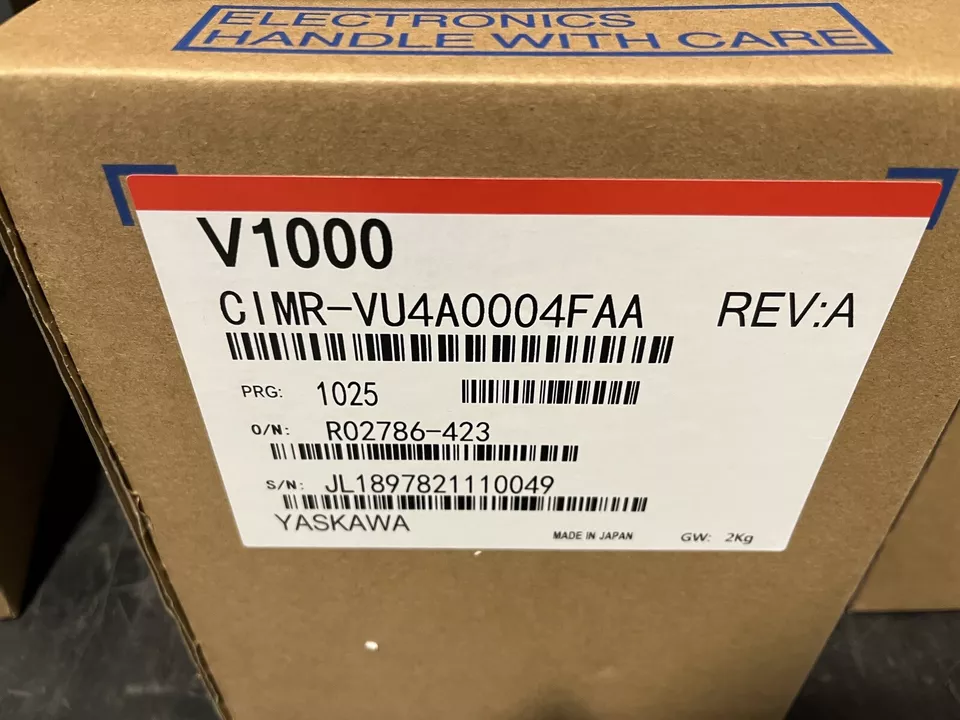 ELECTRONICS
HANDLE WITH CARE
V1000
CIMR-VU4A0004FAA REV:A
PRG: 1025
O/N: R02786-423
S/N: JL1897821110049
YASKAWA MADE IN JAPAN GW: 2Kg